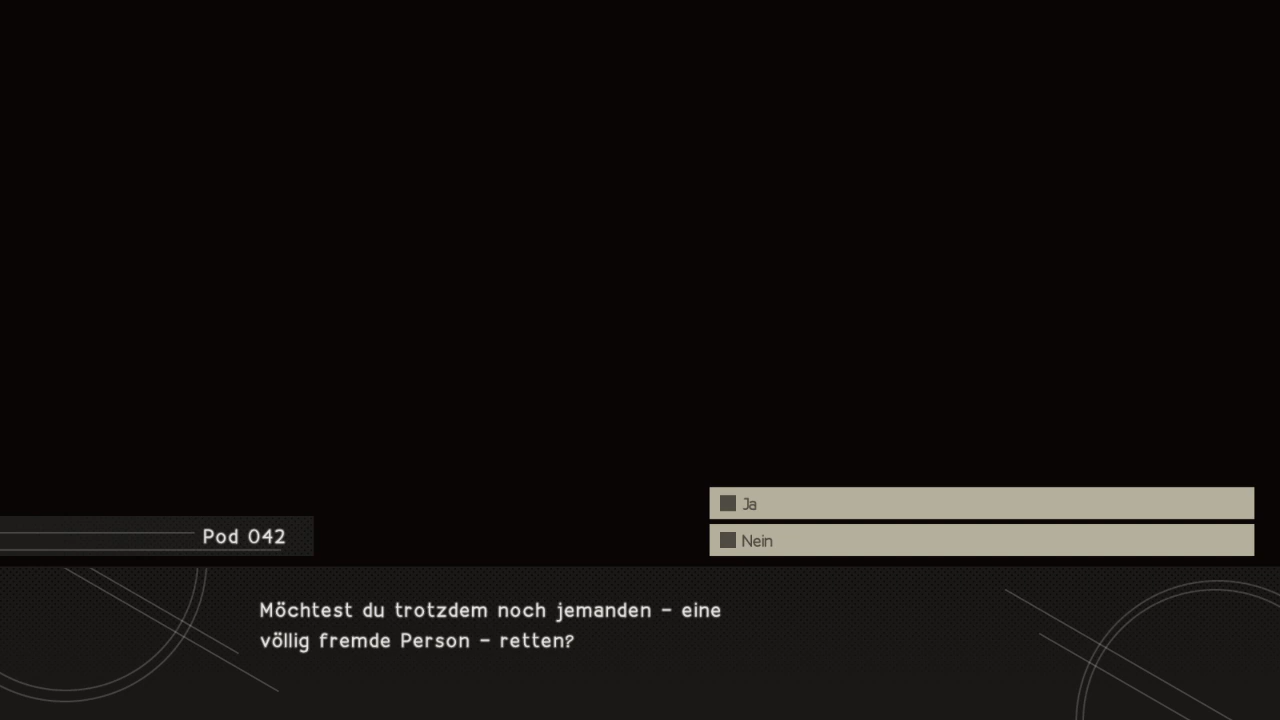 Ja
Nein
Pod 042
Möchtest du trotzdem noch jemanden – eine
völlig fremde Person – retten?